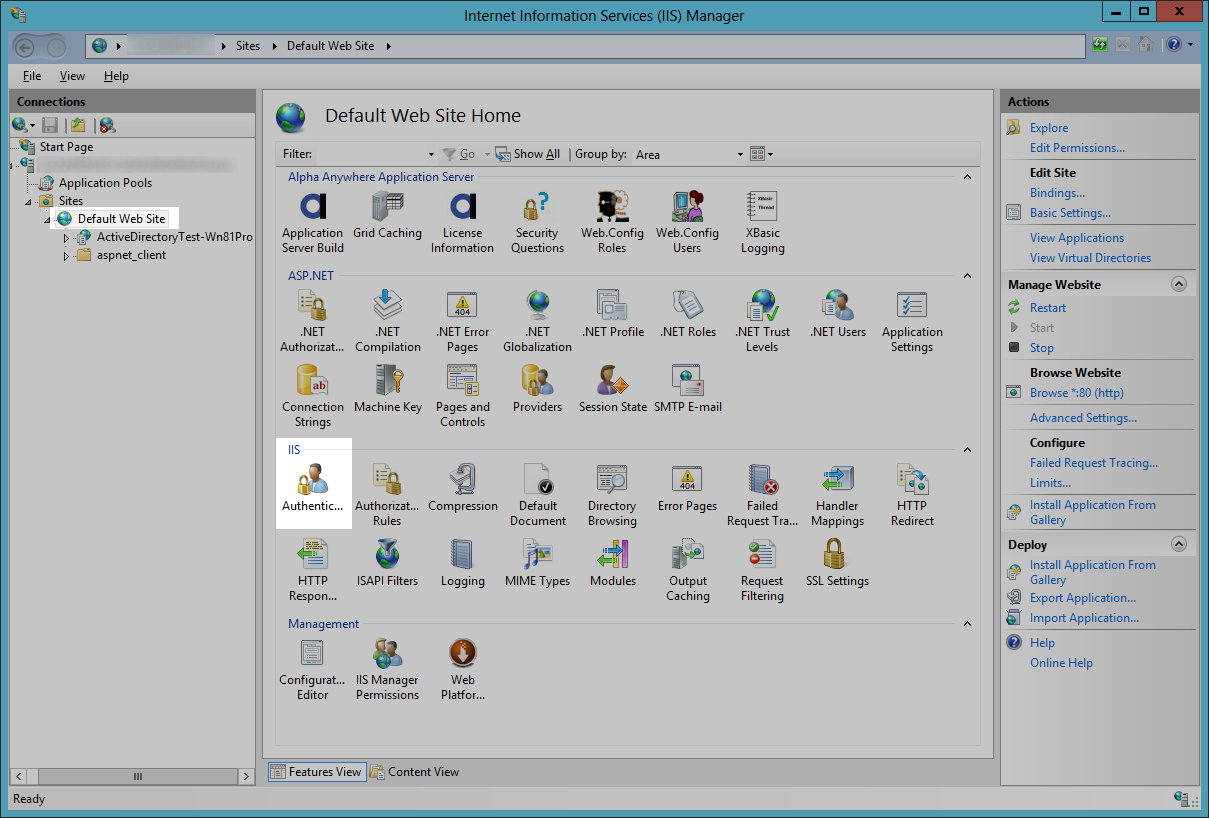 Internet Information Services (IIS) Manager
Sites
Default Web Site
File View Help
Connections
Start Page
Application Pools
Sites
Default Web Site
ActiveDirectoryTest-Wn81Pro
aspnet_client
Default Web Site Home
Filter: Go Show All Group by: Area
Alpha Anywhere Application Server
Application Server Build
Grid Caching
License Information
Security Questions
Web.Config Roles
Web.Config Users
XBasic Thread
XBasic Logging
ASP.NET
.NET Authorizat...
.NET Compilation
404
.NET Error Pages
.NET Globalization
.NET Profile
.NET Roles
.NET Trust Levels
.NET Users
Application Settings
ab
Connection Strings
Machine Key
Pages and Controls
Providers
Session State
SMTP E-mail
IIS
Authentic...
Authorizat... Rules
Compression
Default Document
Directory Browsing
404
Error Pages
Failed Request Tra...
Handler Mappings
HTTP Redirect
HTTP Respon...
ISAPI Filters
Logging
MIME Types
Modules
Output Caching
Request Filtering
SSL Settings
Management
Configurat... Editor
IIS Manager Permissions
Web Platfor...
Features View
Content View
Actions
Explore
Edit Permissions...
Edit Site
Bindings...
Basic Settings...
View Applications
View Virtual Directories
Manage Website
Restart
Start
Stop
Browse Website
Browse *:80 (http)
Advanced Settings...
Configure
Failed Request Tracing...
Limits...
Install Application From
Gallery
Deploy
Install Application From
Gallery
Export Application...
Import Application...
Help
Online Help
Ready